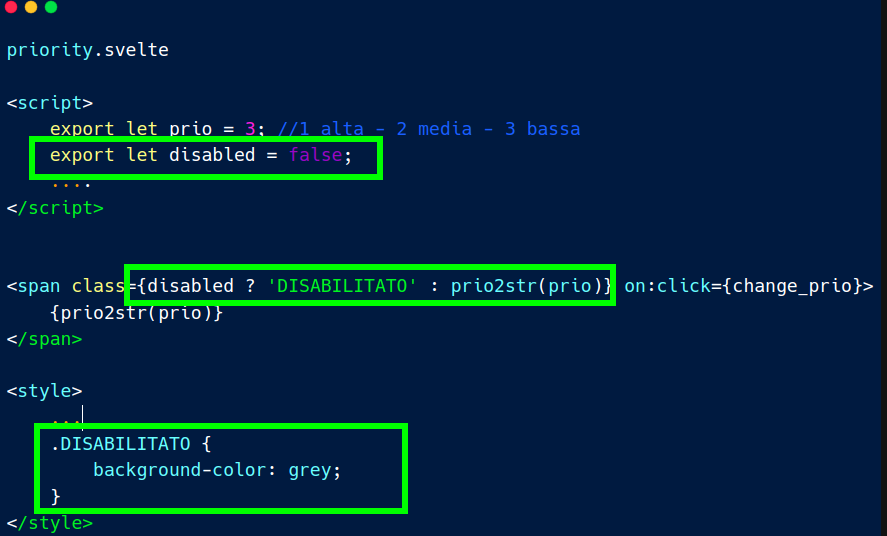 priority.svelte
<script>
export let prio = 3; //1 alta - 2 media - 3 bassa
export let disabled = false;
....
</script>
<span class={disabled ? 'DISABILITATO' : prio2str(prio)} on:click={change_prio}>
{prio2str(prio)}
</span>
<style>
...
.DISABILITATO {
background-color: grey;
}
</style>